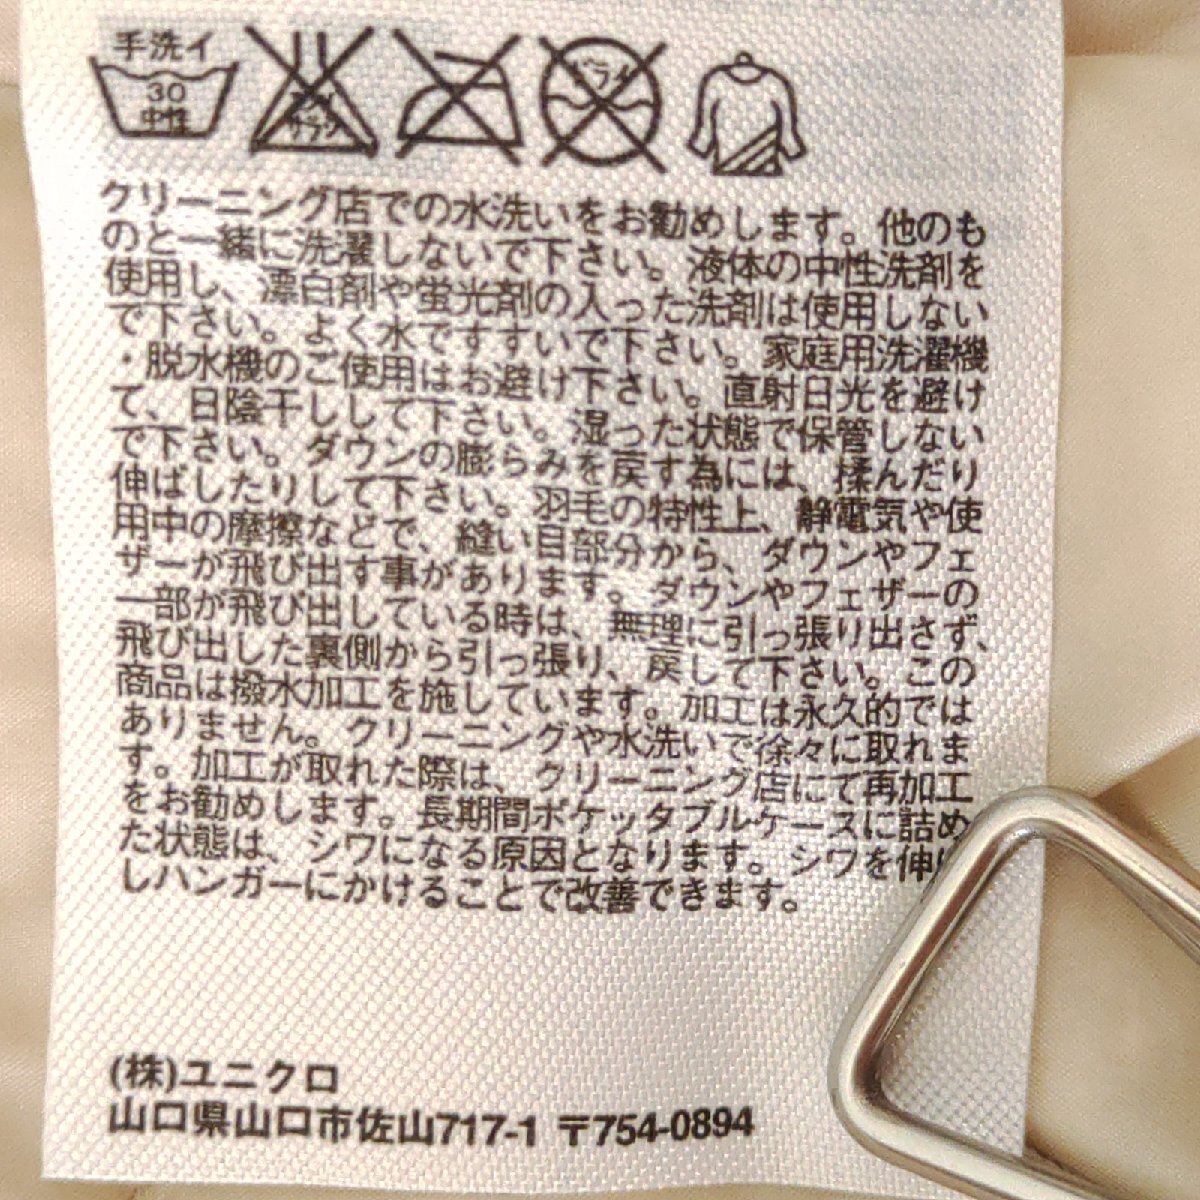 手洗イ
30
中性
エンソ
サラシ
ドライ
クリーニング店での水洗いをお勧めします。他のも
のと一緒に洗濯しないで下さい。液体の中性洗剤を
使用し、漂白剤や蛍光剤の入った洗剤は使用しない
で下さい。よく水ですすいで下さい。家庭用洗濯機
・脱水機のご使用はお避け下さい。直射日光を避け
て、日陰干しして下さい。湿った状態で保管しない
で下さい。ダウンの膨らみを戻す為には、揉んだり
伸ばしたりして下さい。羽毛の特性上、静電気や使
用中の摩擦などで、縫い目部分から、ダウンやフェ
ザーが飛び出す事があります。ダウンやフェザーの
一部が飛び出している時は、無理に引っ張り出さず、
飛び出した裏側から引っ張り、戻して下さい。この
商品は撥水加工を施しています。加工は永久的では
ありません。クリーニングや水洗いで徐々に取れま
す。加工が取れた際は、クリーニング店にて再加工
をお勧めします。長期間ポケッタブルケースに詰め
た状態は、シワになる原因となります。シワを伸ば
しハンガーにかけることで改善できます。
(株)ユニクロ
山口県山口市佐山717-1 〒754-0894